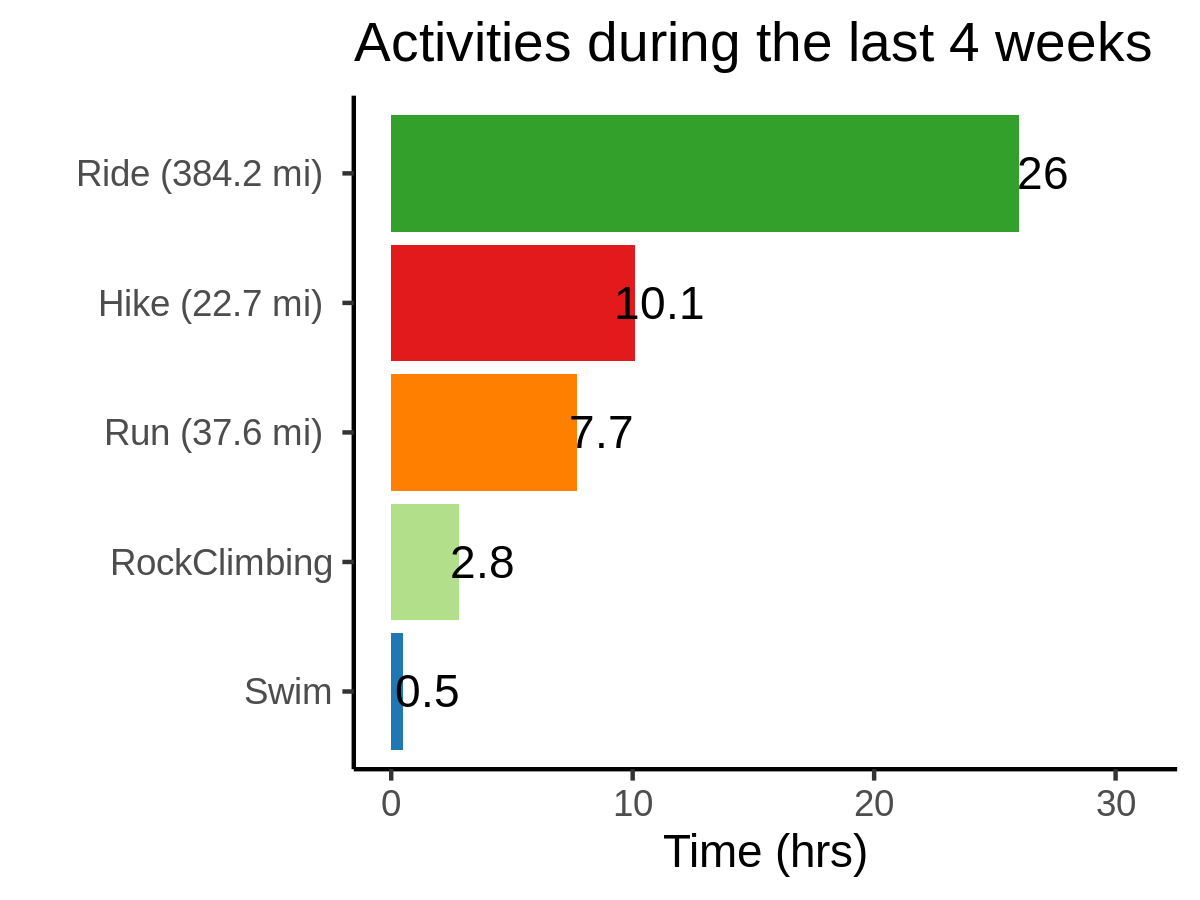 Activities during the last 4 weeks
Ride (384.2 mi)
26
Hike (22.7 mi)
10.1
Run (37.6 mi)
7.7
RockClimbing
2.8
Swim
0.5
0 10 20 30
Time (hrs)